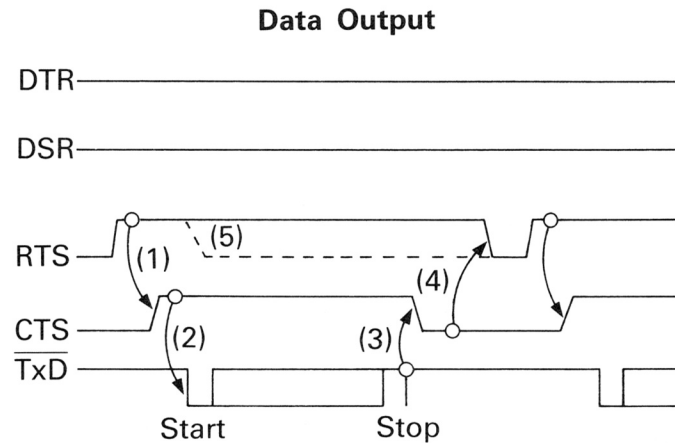 Data Output
DTR
DSR
RTS
(1)
(5)
(4)
CTS
(2)
(3)
TxD
Start
Stop